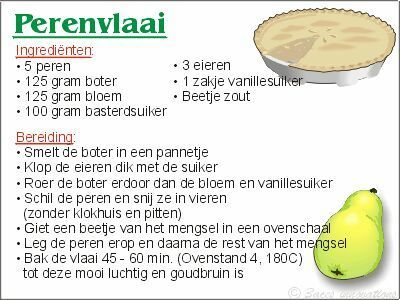 Perenvlaai
Ingrediënten:
• 5 peren
• 125 gram boter
• 125 gram bloem
• 100 gram basterdsuiker
• 3 eieren
• 1 zakje vanillesuiker
• Beetje zout
Bereiding:
• Smelt de boter in een pannetje
• Klop de eieren dik met de suiker
• Roer de boter erdoor dan de bloem en vanillesuiker
• Schil de peren en snij ze in vieren
(zonder klokhuis en pitten)
• Giet een beetje van het mengsel in een ovenschaal
• Leg de peren erop en daarna de rest van het mengsel
• Bak de vlaai 45 - 60 min. (Ovenstand 4, 180C)
tot deze mooi luchtig en goudbruin is